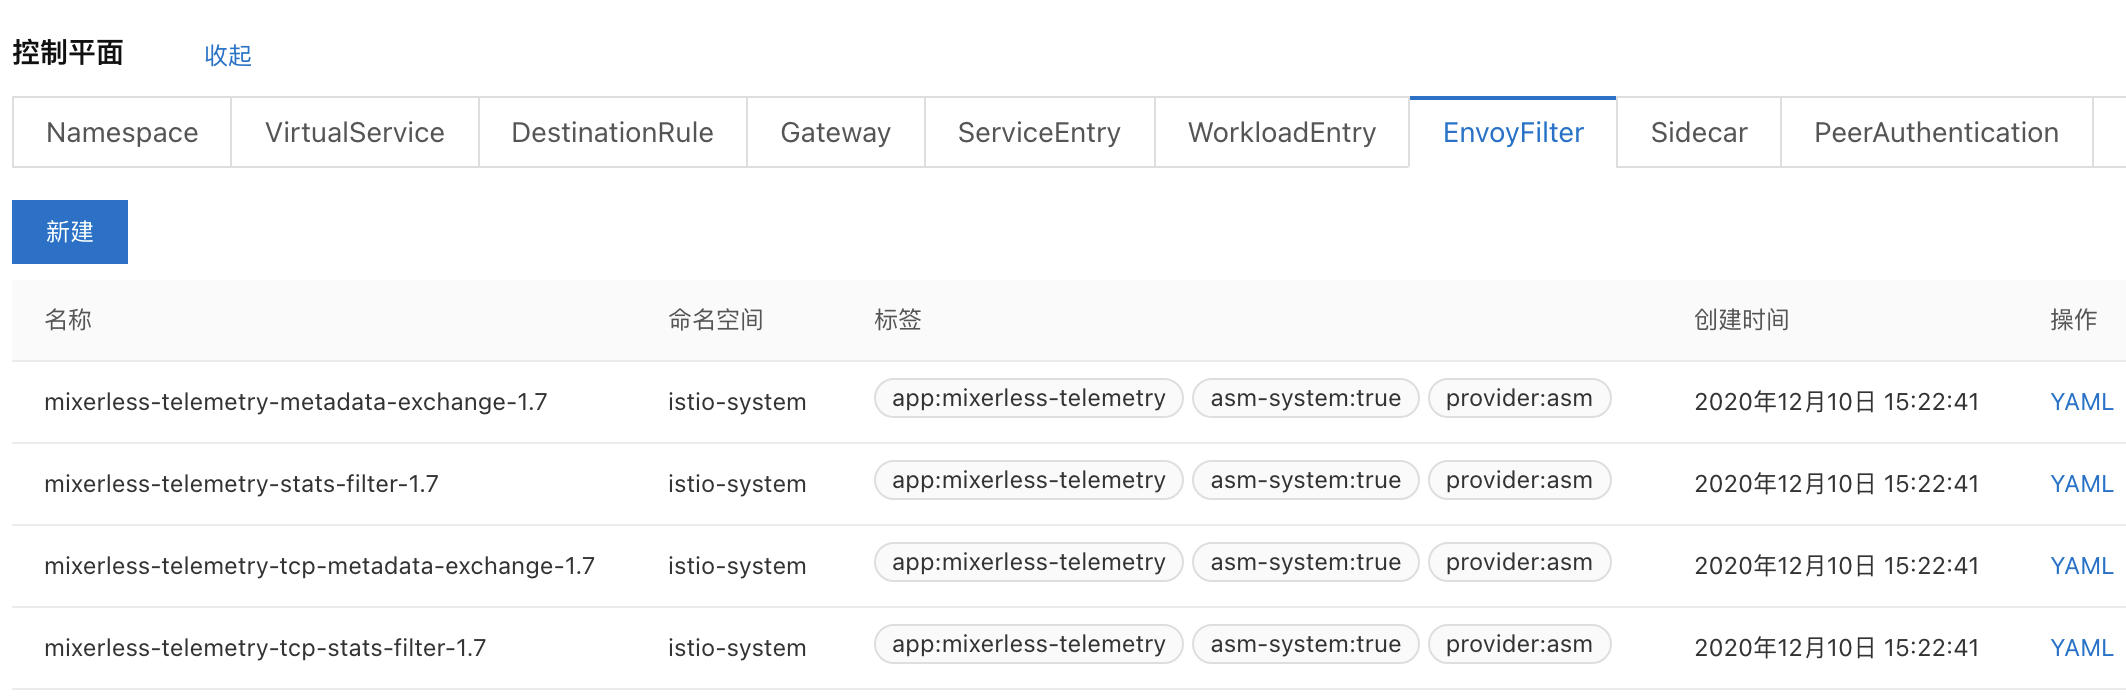 控制平面 收起
Namespace VirtualService DestinationRule Gateway ServiceEntry WorkloadEntry EnvoyFilter Sidecar PeerAuthentication
新建
名称 命名空间 标签 创建时间 操作
mixerless-telemetry-metadata-exchange-1.7 istio-system app:mixerless-telemetry asm-system:true provider:asm 2020年12月10日 15:22:41 YAML
mixerless-telemetry-stats-filter-1.7 istio-system app:mixerless-telemetry asm-system:true provider:asm 2020年12月10日 15:22:41 YAML
mixerless-telemetry-tcp-metadata-exchange-1.7 istio-system app:mixerless-telemetry asm-system:true provider:asm 2020年12月10日 15:22:41 YAML
mixerless-telemetry-tcp-stats-filter-1.7 istio-system app:mixerless-telemetry asm-system:true provider:asm 2020年12月10日 15:22:41 YAML